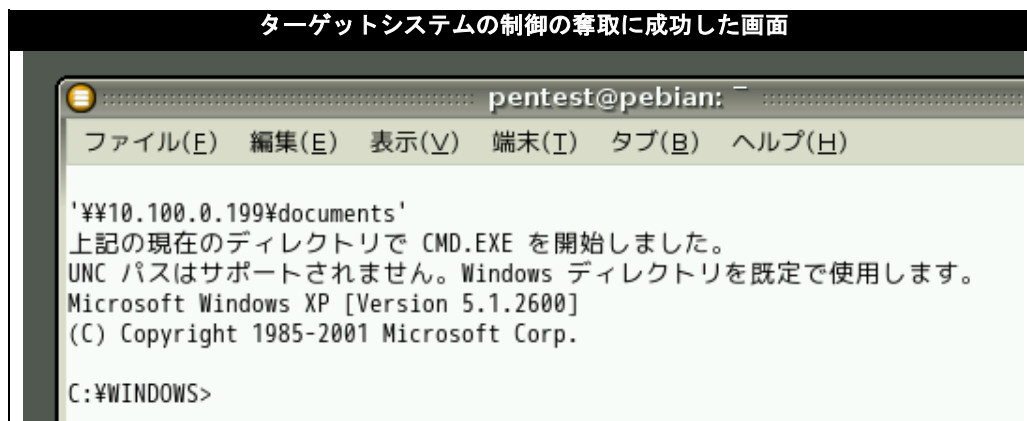 ターゲットシステムの制御の奪取に成功した画面
pentest@pebian: ~
ファイル(F) 編集(E) 表示(V) 端末(T) タブ(B) ヘルプ(H)
'¥¥10.100.0.199¥documents'
上記の現在のディレクトリで CMD.EXE を開始しました。
UNC パスはサポートされません。Windows ディレクトリを既定で使用します。
Microsoft Windows XP [Version 5.1.2600]
(C) Copyright 1985-2001 Microsoft Corp.
C:¥WINDOWS>